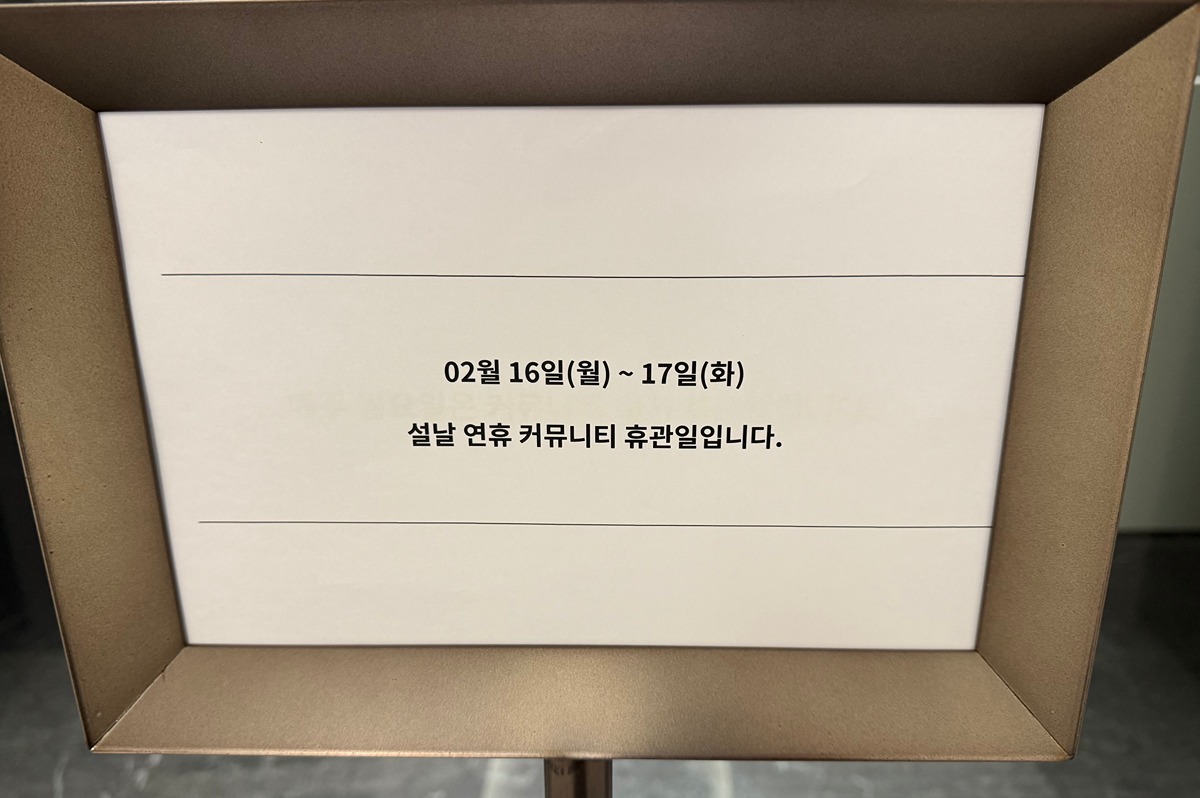 02월 16일(월) ~ 17일(화)
설날 연휴 커뮤니티 휴관일입니다.